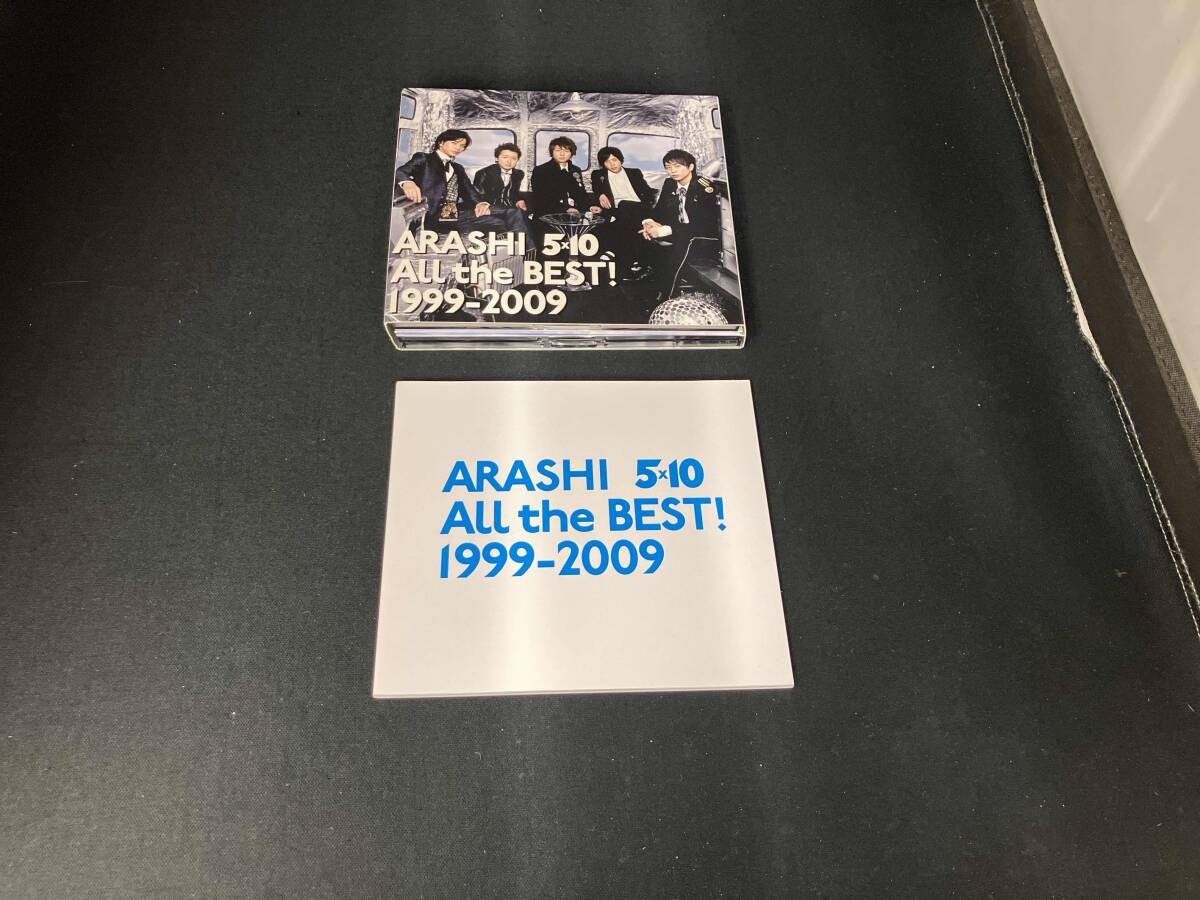 ARASHI 5×10
All the BEST!
1999-2009
ARASHI 5×10
All the BEST!
1999-2009